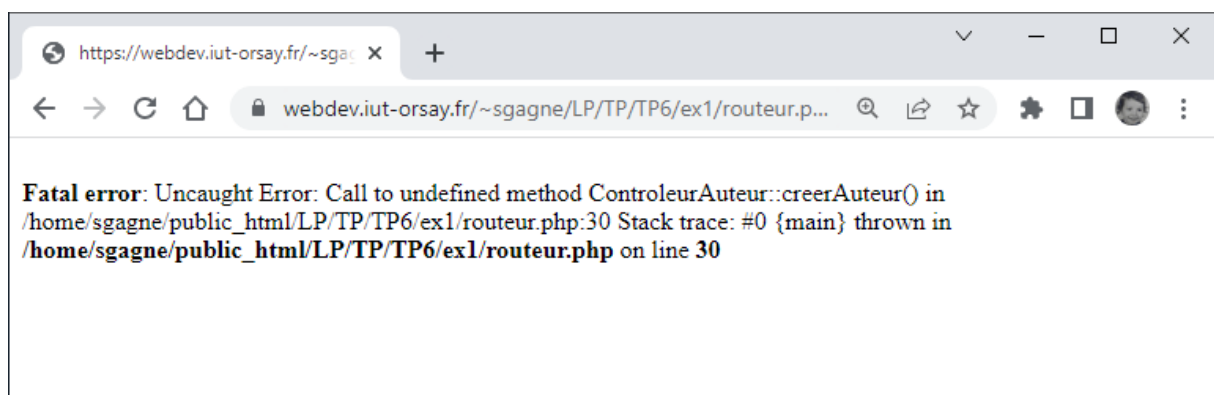 https://webdev.iut-orsay.fr/~sgag
webdev.iut-orsay.fr/~sgagne/LP/TP/TP6/ex1/routeur.p...
Fatal error: Uncaught Error: Call to undefined method ControleurAuteur::creerAuteur() in
/home/sgagne/public_html/LP/TP/TP6/ex1/routeur.php:30 Stack trace: #0 {main} thrown in
/home/sgagne/public_html/LP/TP/TP6/ex1/routeur.php on line 30